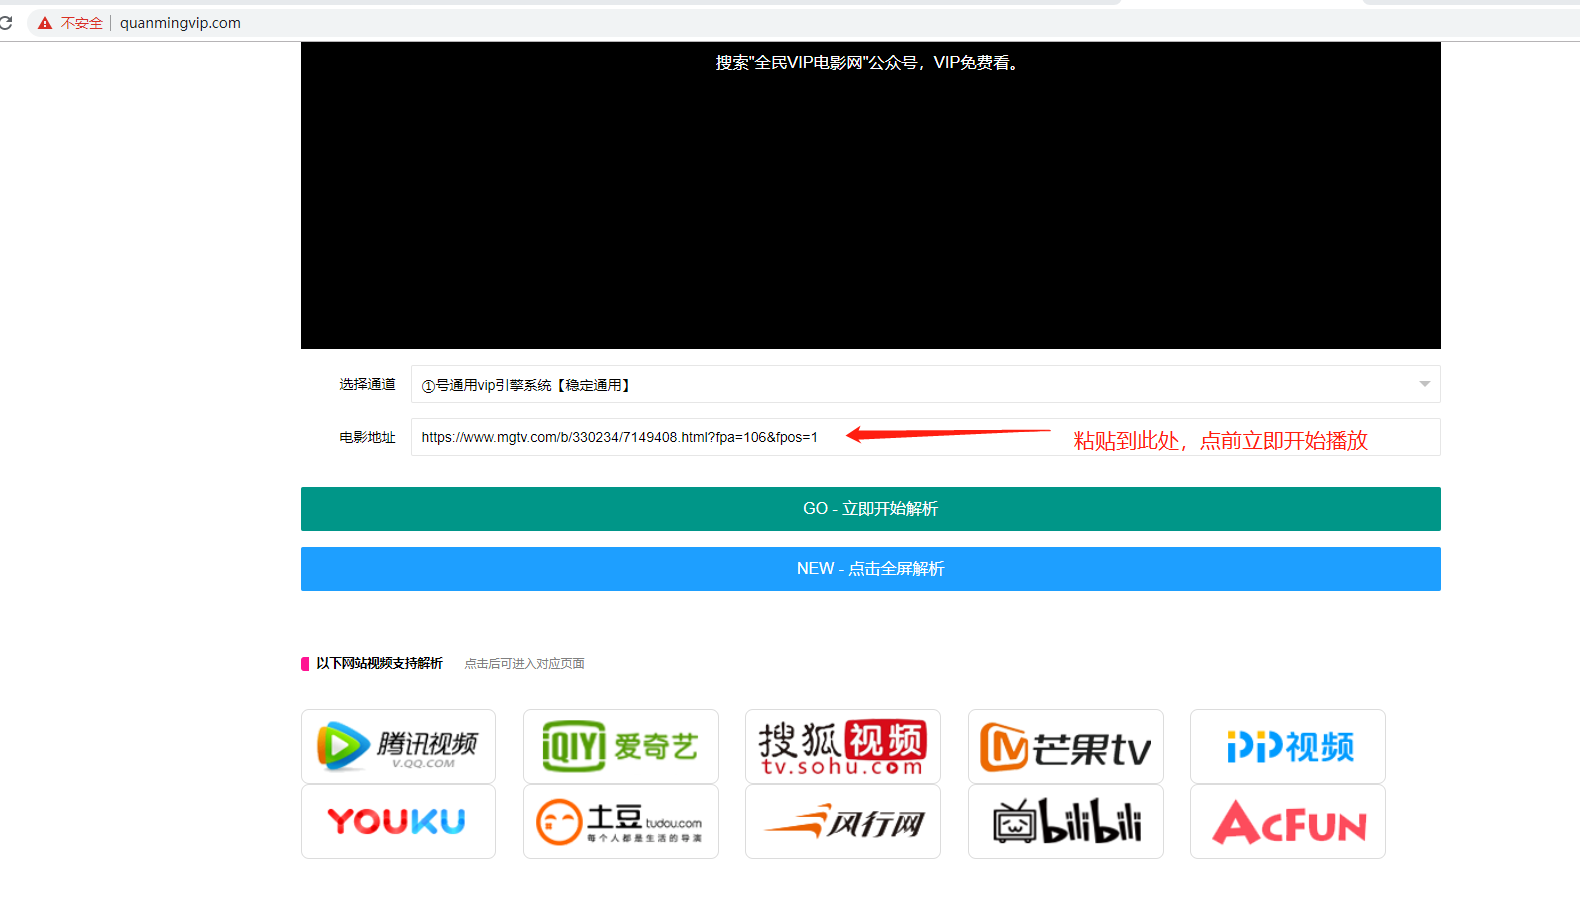 不安全 quanmingvip.com
搜索"全民VIP电影网"公众号，VIP免费看。
选择通道 ①号通用vip引擎系统【稳定通用】
电影地址 https://www.mgtv.com/b/330234/7149408.html?fpa=106&fpos=1 粘贴到此处，点前立即开始播放
GO - 立即开始解析
NEW - 点击全屏解析
以下网站视频支持解析 点击后可进入对应页面
腾讯视频
V.QQ.COM
iQIYI 爱奇艺
搜狐视频
tv.sohu.com
芒果tv
PP视频
YOUKU
土豆 tudou.com
每个人都是生活的导演
风行网
bilibili
ACFUN